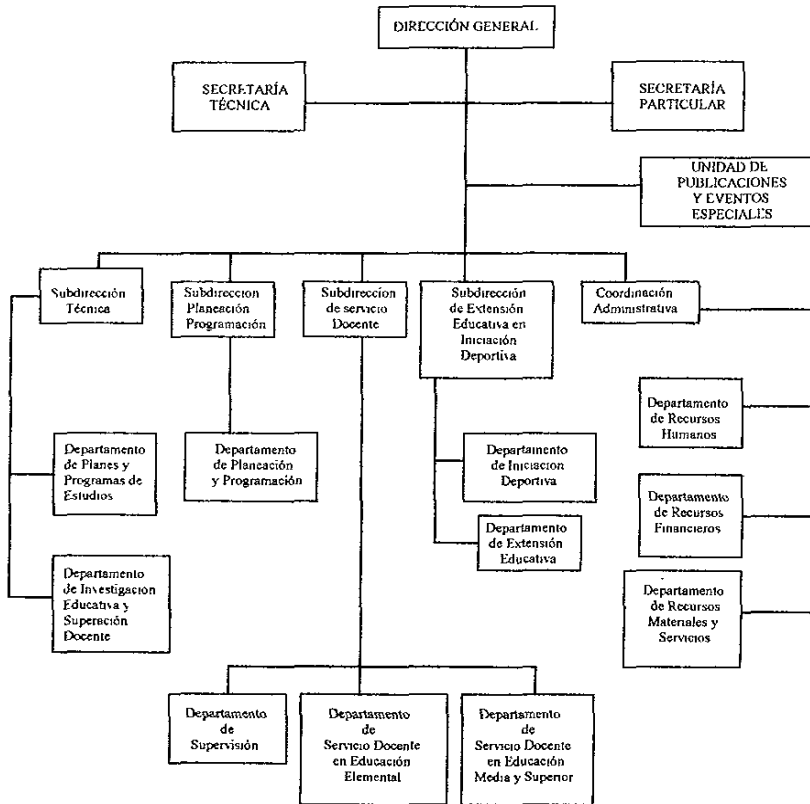 DIRECCIÓN GENERAL
SECRETARÍA
TÉCNICA
SECRETARÍA
PARTICULAR
UNIDAD DE
PUBLICACIONES
Y EVENTOS
ESPECIALES
Subdirección
Técnica
Subdireccion
Planeación
Programación
Subdireccion
de servicio
Docente
Subdirección
de Extensión
Educativa en
Iniciación
Deportiva
Coordinación
Administrativa
Departamento
de Recursos
Humanos
Departamento
de Planes y
Programas de
Estudios
Departamento
de Planeación
y Programación
Departamento
de Iniciacion
Deportiva
Departamento
de Recursos
Financieros
Departamento
de Extensión
Educativa
Departamento
de Investigación
Educativa y
Superación
Docente
Departamento
de Recursos
Materiales y
Servicios
Departamento
de
Supervisión
Departamento
de
Servicio Docente
en Educación
Elemental
Departamento
de
Servicio Docente
en Educación
Media y Superior